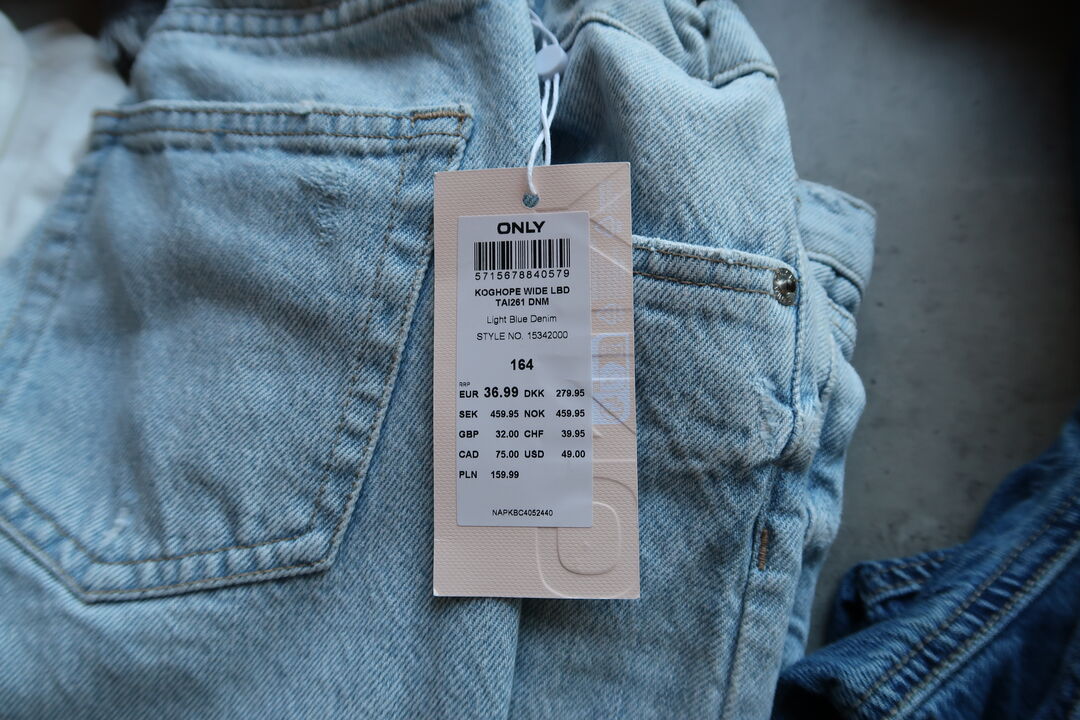 ONLY
5715678840579
KOGHOPE WIDE LBD
TAI261 DNM
Light Blue Denim
STYLE NO. 15342000
164
RRP
EUR 36.99 DKK 279.95
SEK 459.95 NOK 459.95
GBP 32.00 CHF 39.95
CAD 75.00 USD 49.00
PLN 159.99
NAPKBC4052440